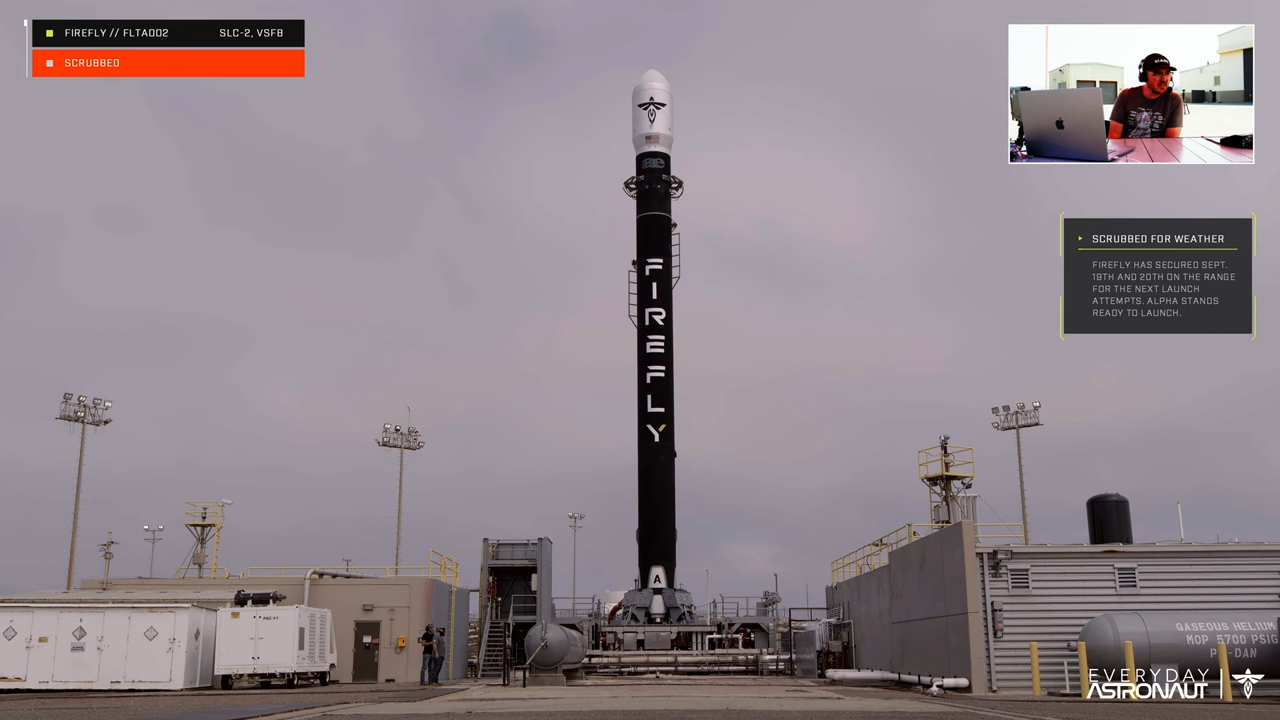 FIREFLY // FLTA002 SLC-2, VSFB
SCRUBBED
SCRUBBED FOR WEATHER
FIREFLY HAS SECURED SEPT.
19TH AND 20TH ON THE RANGE
FOR THE NEXT LAUNCH
ATTEMPTS. ALPHA STANDS
READY TO LAUNCH.
FIREFLY
A
GASEOUS HELIUM
MOP 5700 PSIG
EVERYDAY
ASTRONAUT